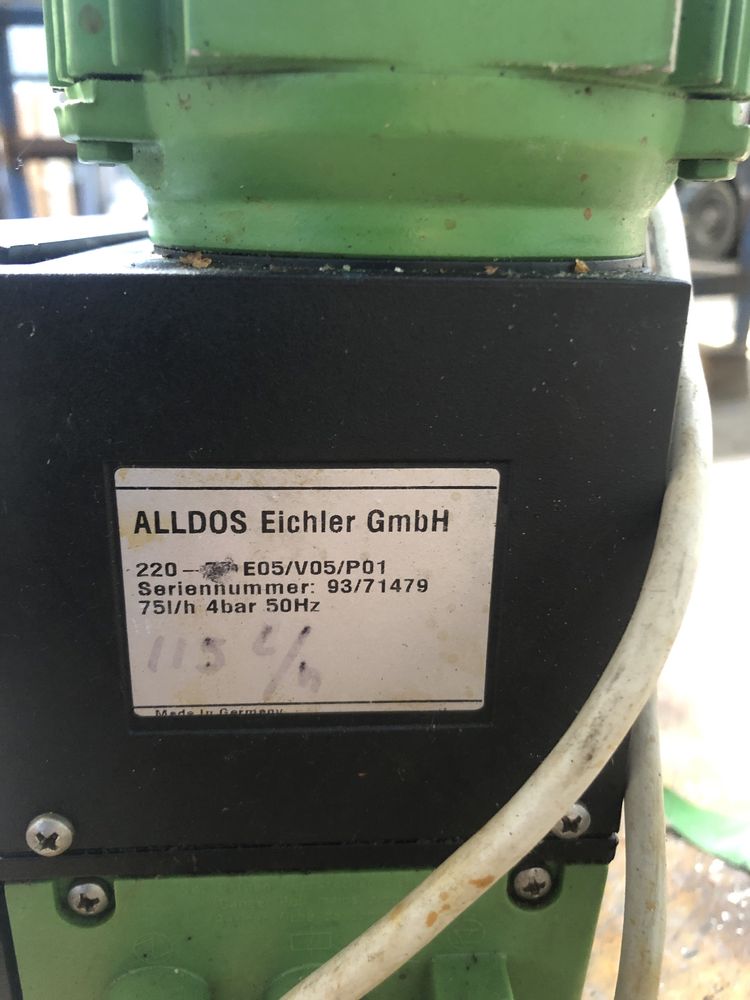 ALLDOS Eichler GmbH
220- E05/V05/P01
Seriennummer: 93/71479
75l/h 4bar 50Hz
115 l/h
Made In Germany